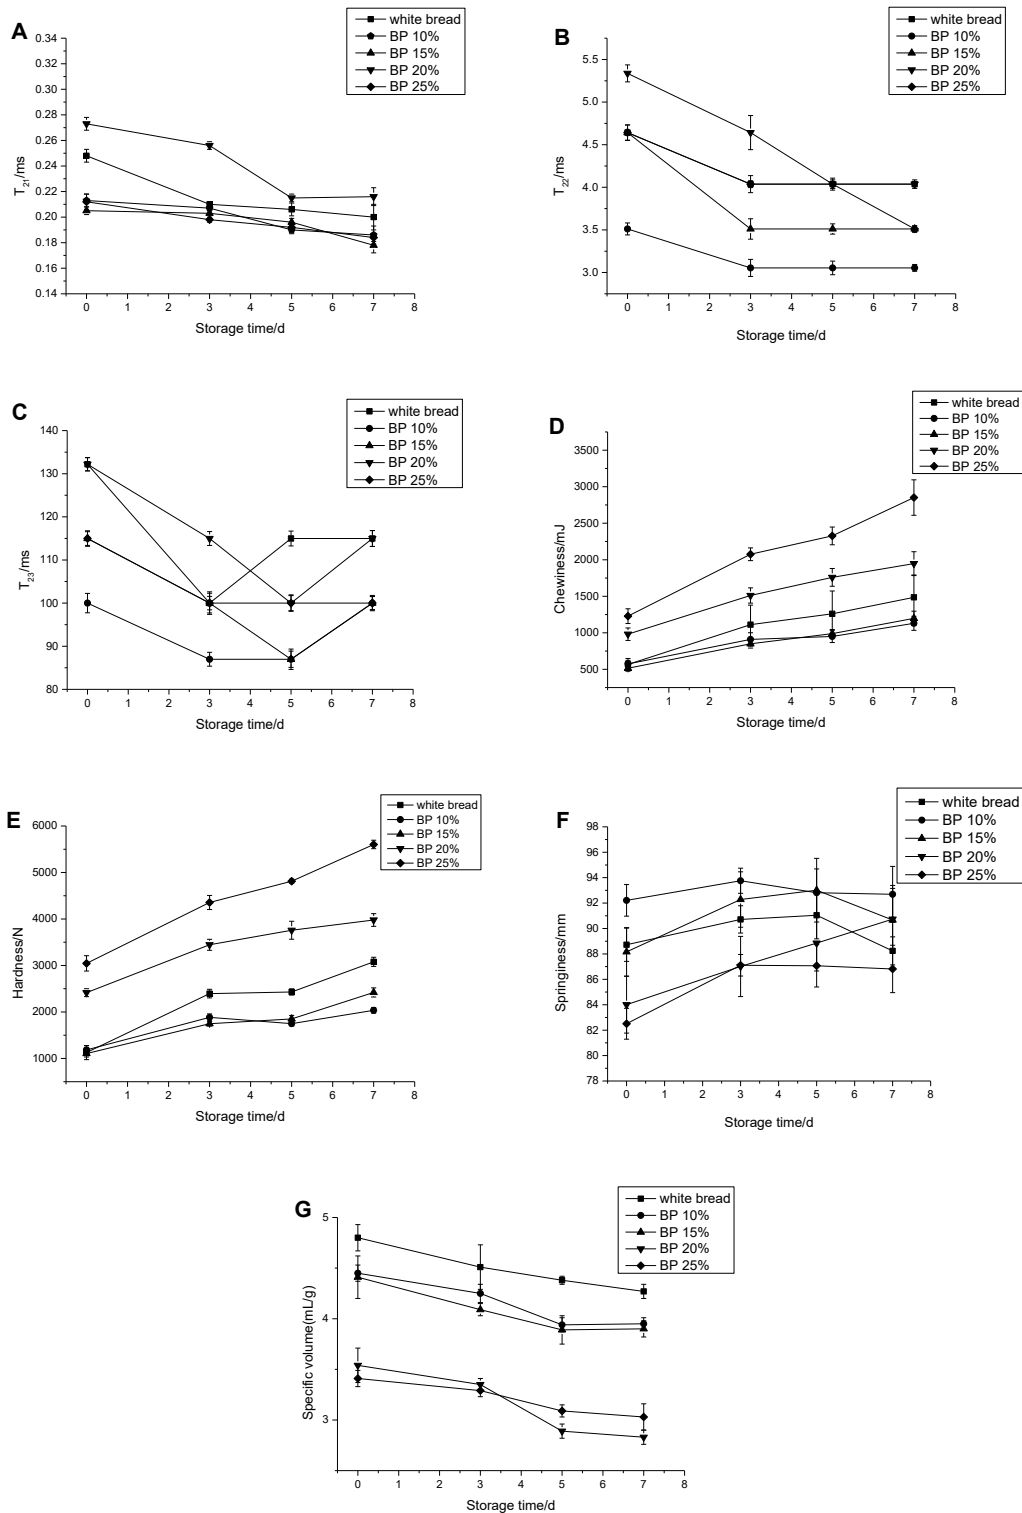 A
white bread
BP 10%
BP 15%
BP 20%
BP 25%
0.34
0.32
0.30
0.28
0.26
0.24
0.22
0.20
0.18
0.16
0.14
T21/ms
0 1 2 3 4 5 6 7 8
Storage time/d
B
white bread
BP 10%
BP 15%
BP 20%
BP 25%
5.5
5.0
4.5
4.0
3.5
3.0
T22/ms
0 1 2 3 4 5 6 7 8
Storage time/d
C
white bread
BP 10%
BP 15%
BP 20%
BP 25%
140
130
120
110
100
90
80
T23/ms
0 1 2 3 4 5 6 7 8
Storage time/d
D
white bread
BP 10%
BP 15%
BP 20%
BP 25%
3500
3000
2500
2000
1500
1000
500
Chewiness/mJ
0 1 2 3 4 5 6 7 8
Storage time/d
E
white bread
BP 10%
BP 15%
BP 20%
BP 25%
6000
5000
4000
3000
2000
1000
Hardness/N
0 1 2 3 4 5 6 7 8
Storage time/d
F
white bread
BP 10%
BP 15%
BP 20%
BP 25%
98
96
94
92
90
88
86
84
82
80
78
Springiness/mm
0 1 2 3 4 5 6 7 8
Storage time/d
G
white bread
BP 10%
BP 15%
BP 20%
BP 25%
5
4
3
Specific volume(mL/g)
0 1 2 3 4 5 6 7 8
Storage time/d